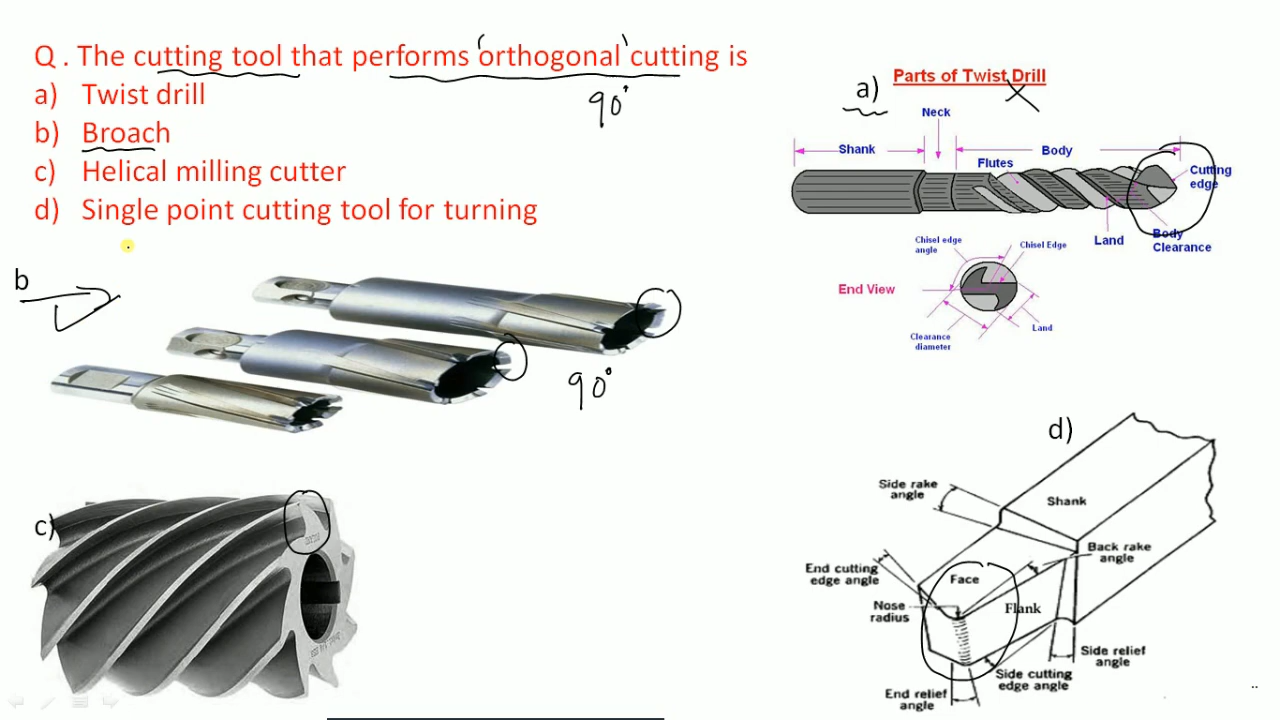 Q . The cutting tool that performs 'orthogonal' cutting is
a) Twist drill
b) Broach
c) Helical milling cutter
d) Single point cutting tool for turning
90°
a)
Parts of Twist Drill
Neck
Shank
Body
Flutes
Cutting
edge
Land
Body
Clearance
Chisel edge
angle
Chisel Edge
End View
Land
Clearance
diameter
b
90°
c)
d)
Side rake
angle
Shank
Back rake
angle
End cutting
edge angle
Face
Nose
radius
Flank
Side relief
angle
Side cutting
edge angle
End relief
angle